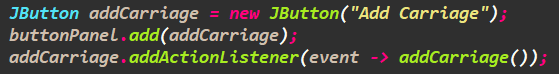 JButton addCarriage = new JButton("Add Carriage");
buttonPanel.add(addCarriage);
addCarriage.addActionListener(event -> addCarriage());